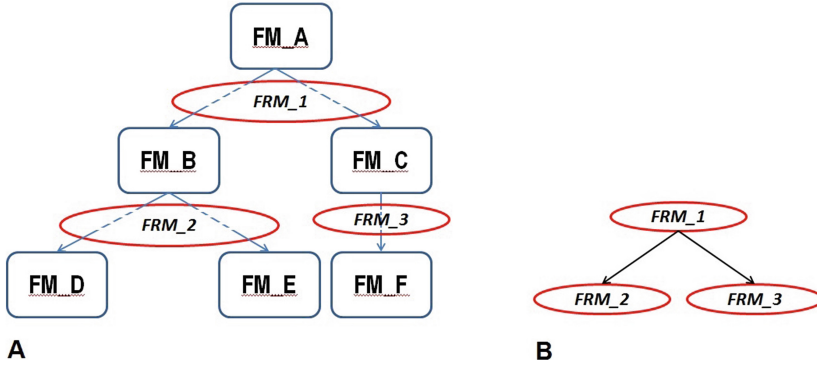 FM_A
FRM_1
FM_B
FM_C
FRM_2
FRM_3
FM_D
FM_E
FM_F
A
FRM_1
FRM_2
FRM_3
B